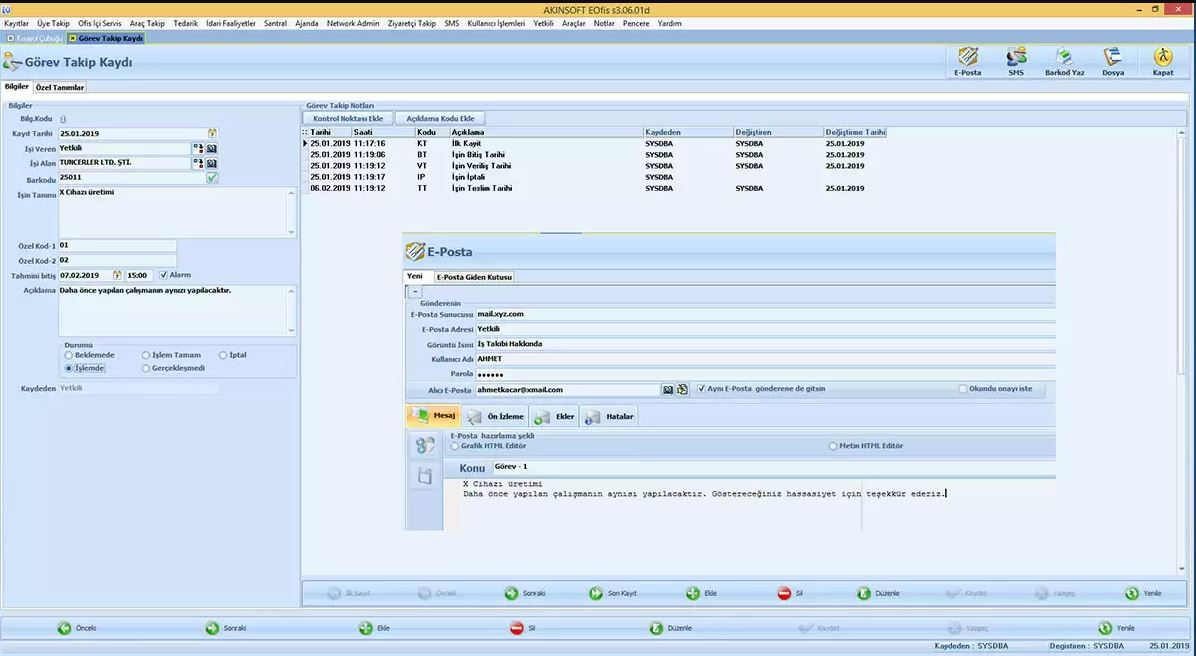 AKINSOFT EOfis s3.06.01d
Kayıtlar Üye Takip Ofis İçi Servis Araç Takip Tedarik İdari Faaliyetler Santral Ajanda Network Admin Ziyaretçi Takip SMS Kullanıcı İşlemleri Yetkili Araçlar Notlar Pencere Yardım
Kısayol Çubuğu Görev Takip Kaydı
Görev Takip Kaydı
E-Posta SMS Barkod Yaz Dosya Kapat
Bilgiler Özel Tanımlar
Bilgiler
Bilg.Kodu
Kayıt Tarihi 25.01.2019
İşi Veren Yetkili
İşi Alan TUNCERLER LTD. ŞTİ.
Barkodu 25011
İşin Tanımı X Cihazı üretimi
Özel Kod-1 01
Özel Kod-2 02
Tahmini bitiş 07.02.2019 15:00 Alarm
Açıklama Daha önce yapılan çalışmanın aynızı yapılacaktır.
Durumu
Beklemede İşlem Tamam İptal
İşlemde Gerçekleşmedi
Kaydeden Yetkili
Görev Takip Notları
Kontrol Noktası Ekle Açıklama Kodu Ekle
Tarihi Saati Kodu Açıklama Kaydeden Değiştiren Değiştirme Tarihi
25.01.2019 11:17:16 KT İlk Kayit SYSDBA SYSDBA 25.01.2019
25.01.2019 11:19:06 BT İşin Bitiş Tarihi SYSDBA SYSDBA 25.01.2019
25.01.2019 11:19:12 VT İşin Veriliş Tarihi SYSDBA SYSDBA 25.01.2019
25.01.2019 11:19:17 IP İşin İptali SYSDBA
06.02.2019 11:19:12 TT İşin Teslim Tarihi SYSDBA SYSDBA 25.01.2019
E-Posta
Yeni E-Posta Giden Kutusu
Gönderenin
E-Posta Sunucusu mail.xyz.com
E-Posta Adresi Yetkili
Görüntü İsmi İş Takibi Hakkında
Kullanıcı Adı AHMET
Parola ••••••
Alıcı E-Posta ahmetkacar@xmail.com Aynı E-Posta gönderene de gitsin Okundu onayı iste
Mesaj Ön İzleme Ekler Hatalar
E-Posta hazırlama şekli
Grafik HTML Editör Metin HTML Editör
Konu Görev - 1
X Cihazı üretimi
Daha önce yapılan çalışmanın aynısı yapılacaktır. Göstereceğiniz hassasiyet için teşekkür ederiz.
İlk Kayıt Önceki Sonraki Son Kayıt Ekle Sil Düzenle Kaydet Vazgeç Yenile
Önceki Sonraki Ekle Sil Düzenle Kaydet Vazgeç Yenile
Kaydeden : SYSDBA Degistiren : SYSDBA 25.01.2019